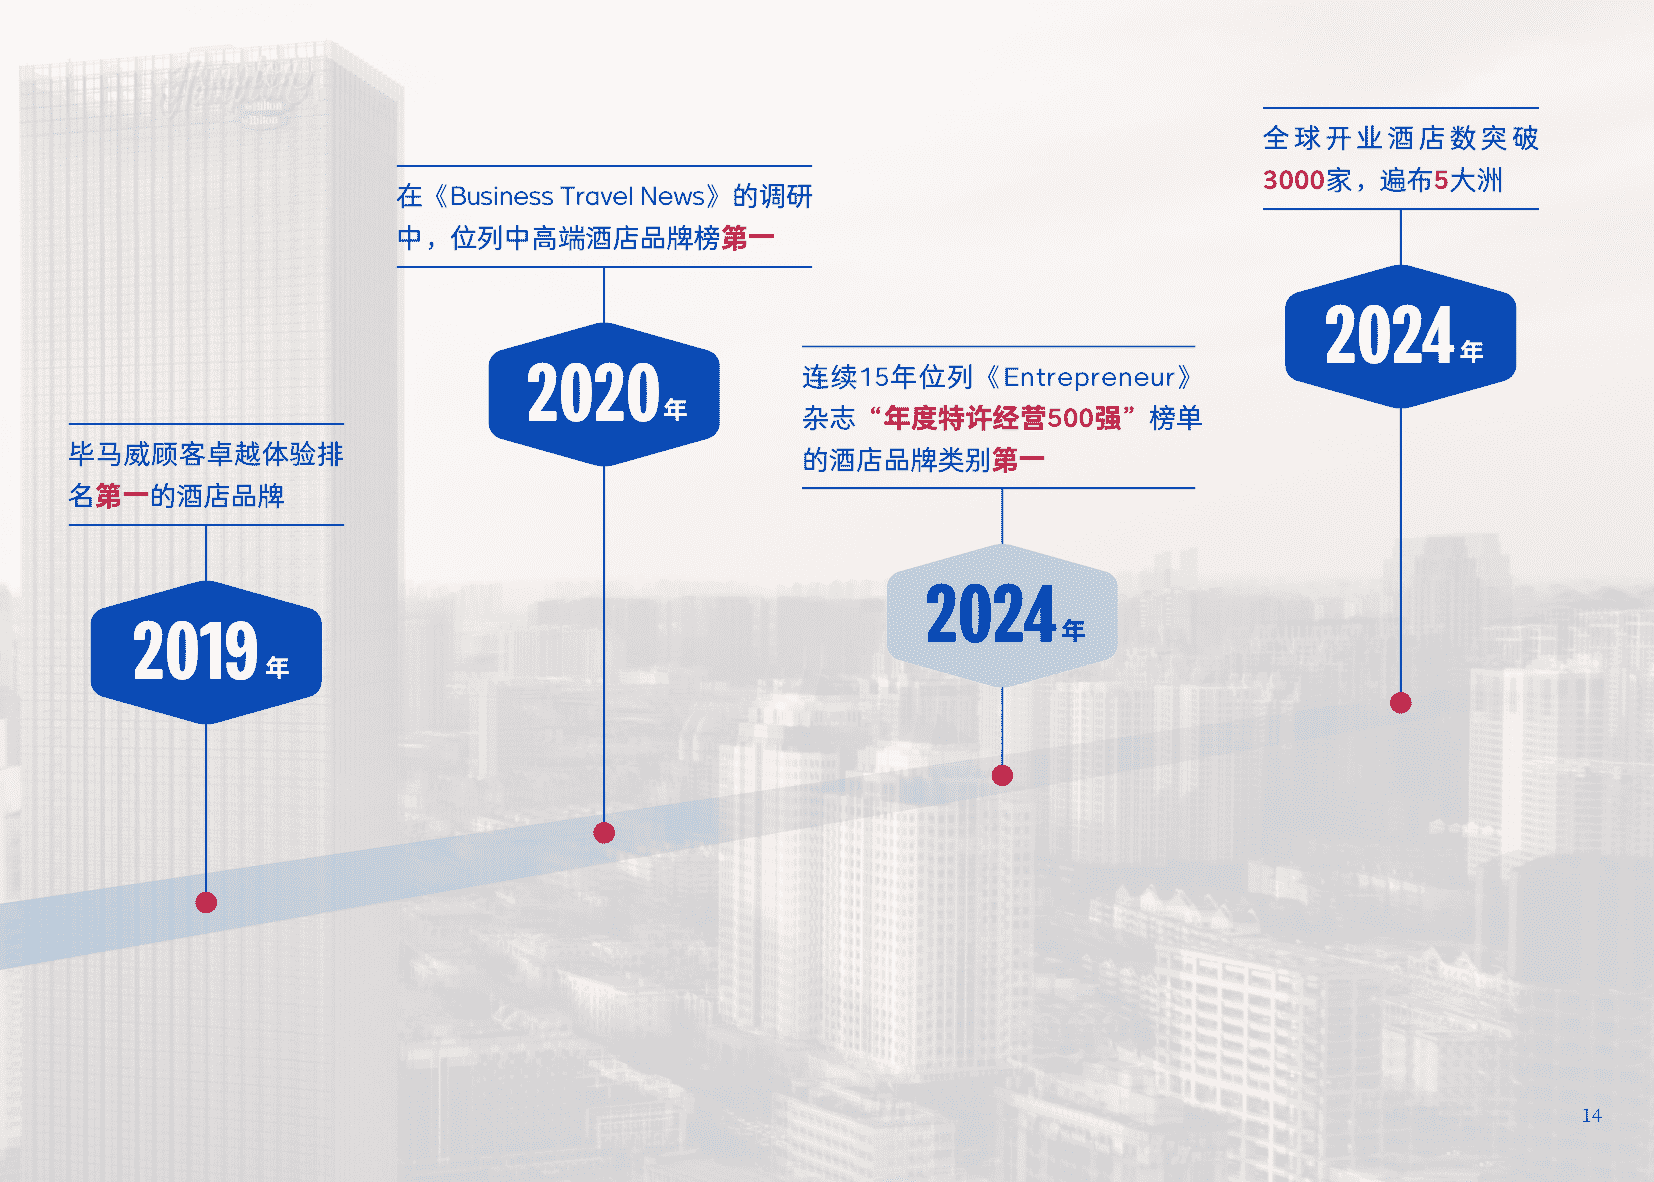 毕马威顾客卓越体验排
名第一的酒店品牌
2019年
在《Business Travel News》的调研
中，位列中高端酒店品牌榜第一
2020年
连续15年位列《Entrepreneur》
杂志“年度特许经营500强”榜单
的酒店品牌类别第一
2024年
全球开业酒店数突破
3000家，遍布5大洲
2024年
14